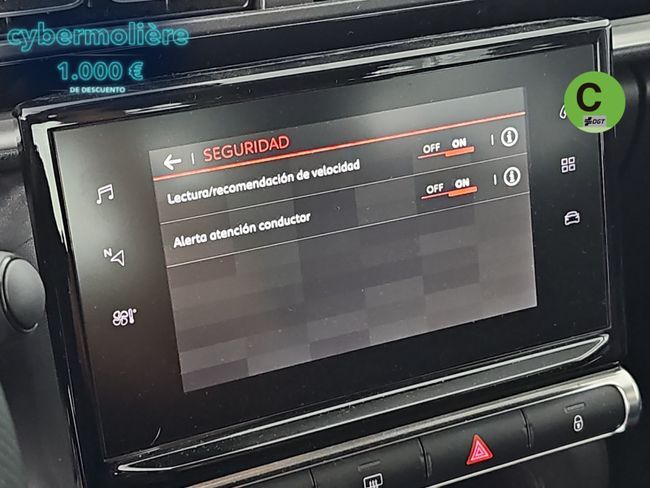 cybermolière
1.000 €
DE DESCUENTO
C
DGT
SEGURIDAD
Lectura/recomendación de velocidad OFF ON
Alerta atención conductor OFF ON
N